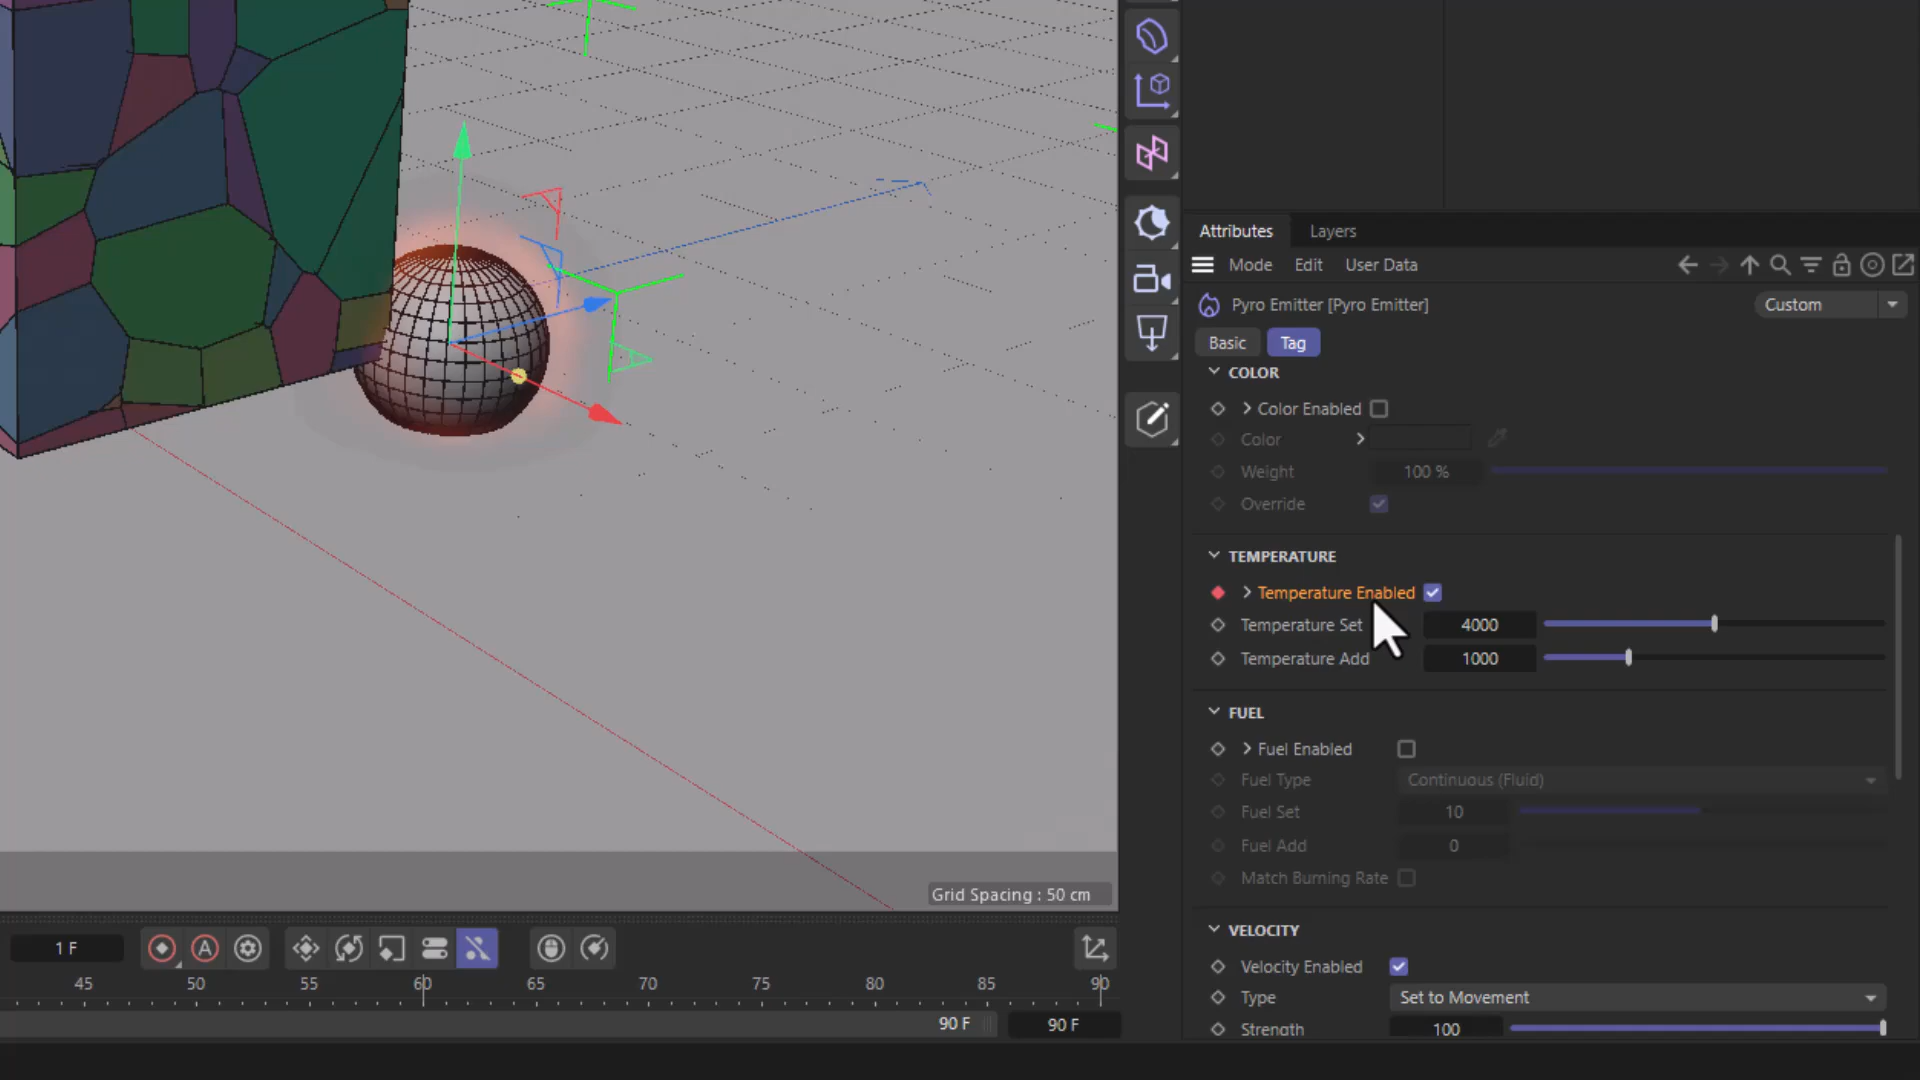 Attributes Layers
Mode Edit User Data
Pyro Emitter [Pyro Emitter] Custom
Basic Tag
COLOR
Color Enabled
Color
Weight 100 %
Override
TEMPERATURE
Temperature Enabled
Temperature Set 4000
Temperature Add 1000
FUEL
Fuel Enabled
Fuel Type Continuous (Fluid)
Fuel Set 10
Fuel Add 0
Match Burning Rate
VELOCITY
Velocity Enabled
Type Set to Movement
Strength 100
Grid Spacing : 50 cm
1 F A
45 50 55 60 65 70 75 80 85 90
90 F 90 F